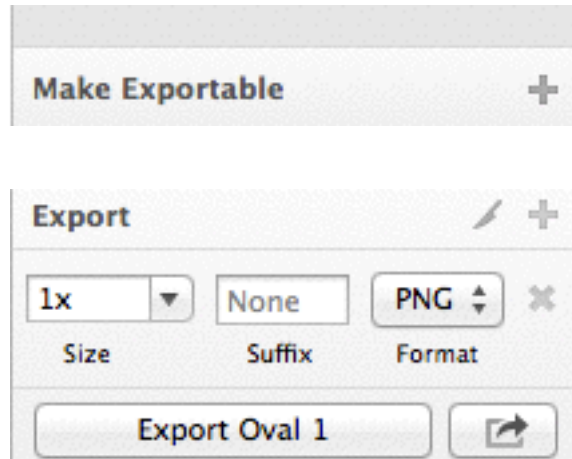 Make Exportable
Export
1x None PNG
Size Suffix Format
Export Oval 1